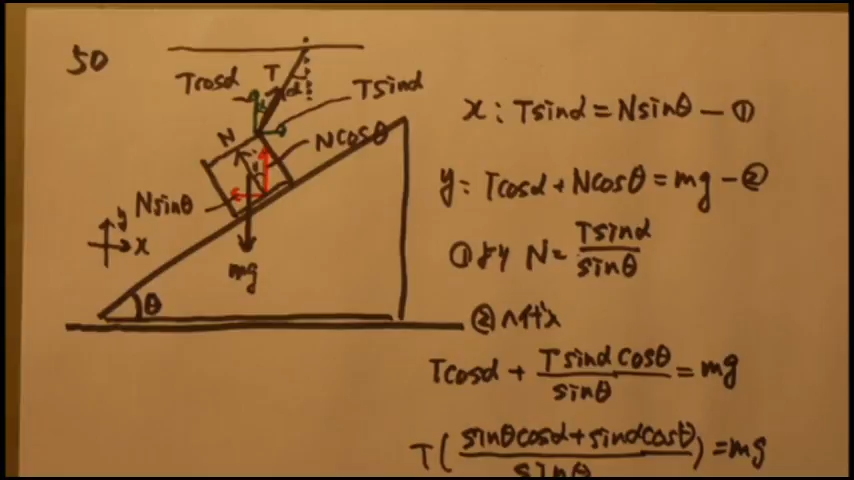 50
Tcosα
T
α
Tsinα
N
Ncosθ
Nsinθ
y
x
mg
θ
x: Tsinα = Nsinθ — ①
y: Tcosα + Ncosθ = mg — ②
①より N = Tsinα / sinθ
②へ代入
Tcosα + Tsinαcosθ / sinθ = mg
T( sinθcosα + sinαcosθ / sinθ ) = mg